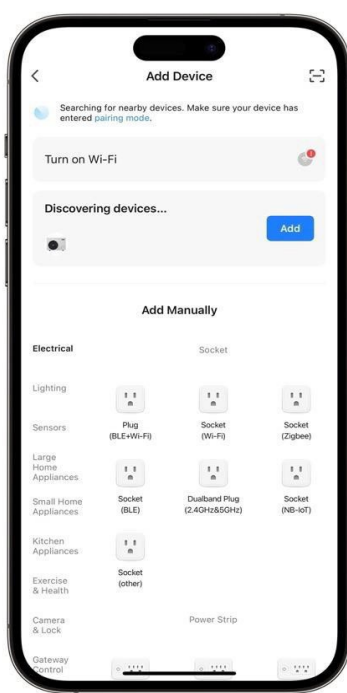 Add Device
Searching for nearby devices. Make sure your device has
entered pairing mode.
Turn on Wi-Fi
Discovering devices...
Add
Add Manually
Electrical
Socket
Lighting
Plug
(BLE+Wi-Fi)
Socket
(Wi-Fi)
Socket
(Zigbee)
Sensors
Large
Home
Appliances
Socket
(BLE)
Dualband Plug
(2.4GHz&5GHz)
Socket
(NB-IoT)
Small Home
Appliances
Kitchen
Appliances
Socket
(other)
Exercise
& Health
Camera
& Lock
Power Strip
Gateway
Control